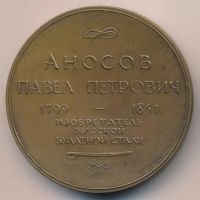 АНОСОВ
ПАВЕЛ ПЕТРОВИЧ
1799 — 1851
ИЗОБРЕТАТЕЛЬ
РУССКОЙ
БУЛАТНОЙ СТАЛИ